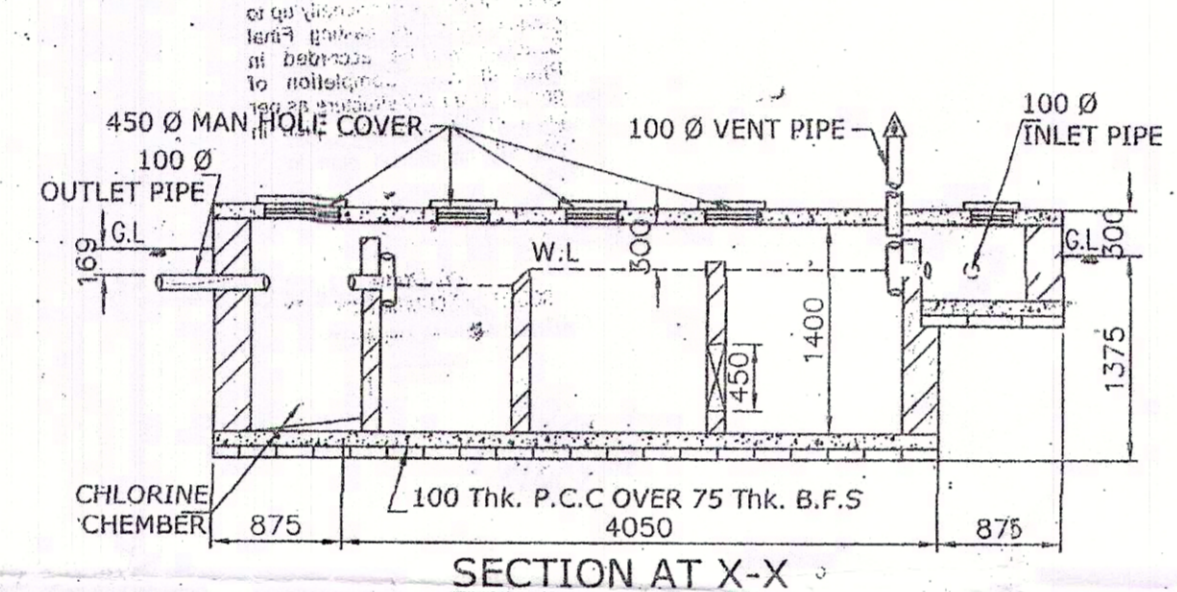 450 Ø MAN HOLE COVER
100 Ø VENT PIPE
100 Ø
INLET PIPE
100 Ø
OUTLET PIPE
G.L
169
W.L
300
G.L
300
1400
450
1375
CHLORINE
CHEMBER
100 Thk. P.C.C OVER 75 Thk. B.F.S
875
4050
875
SECTION AT X-X